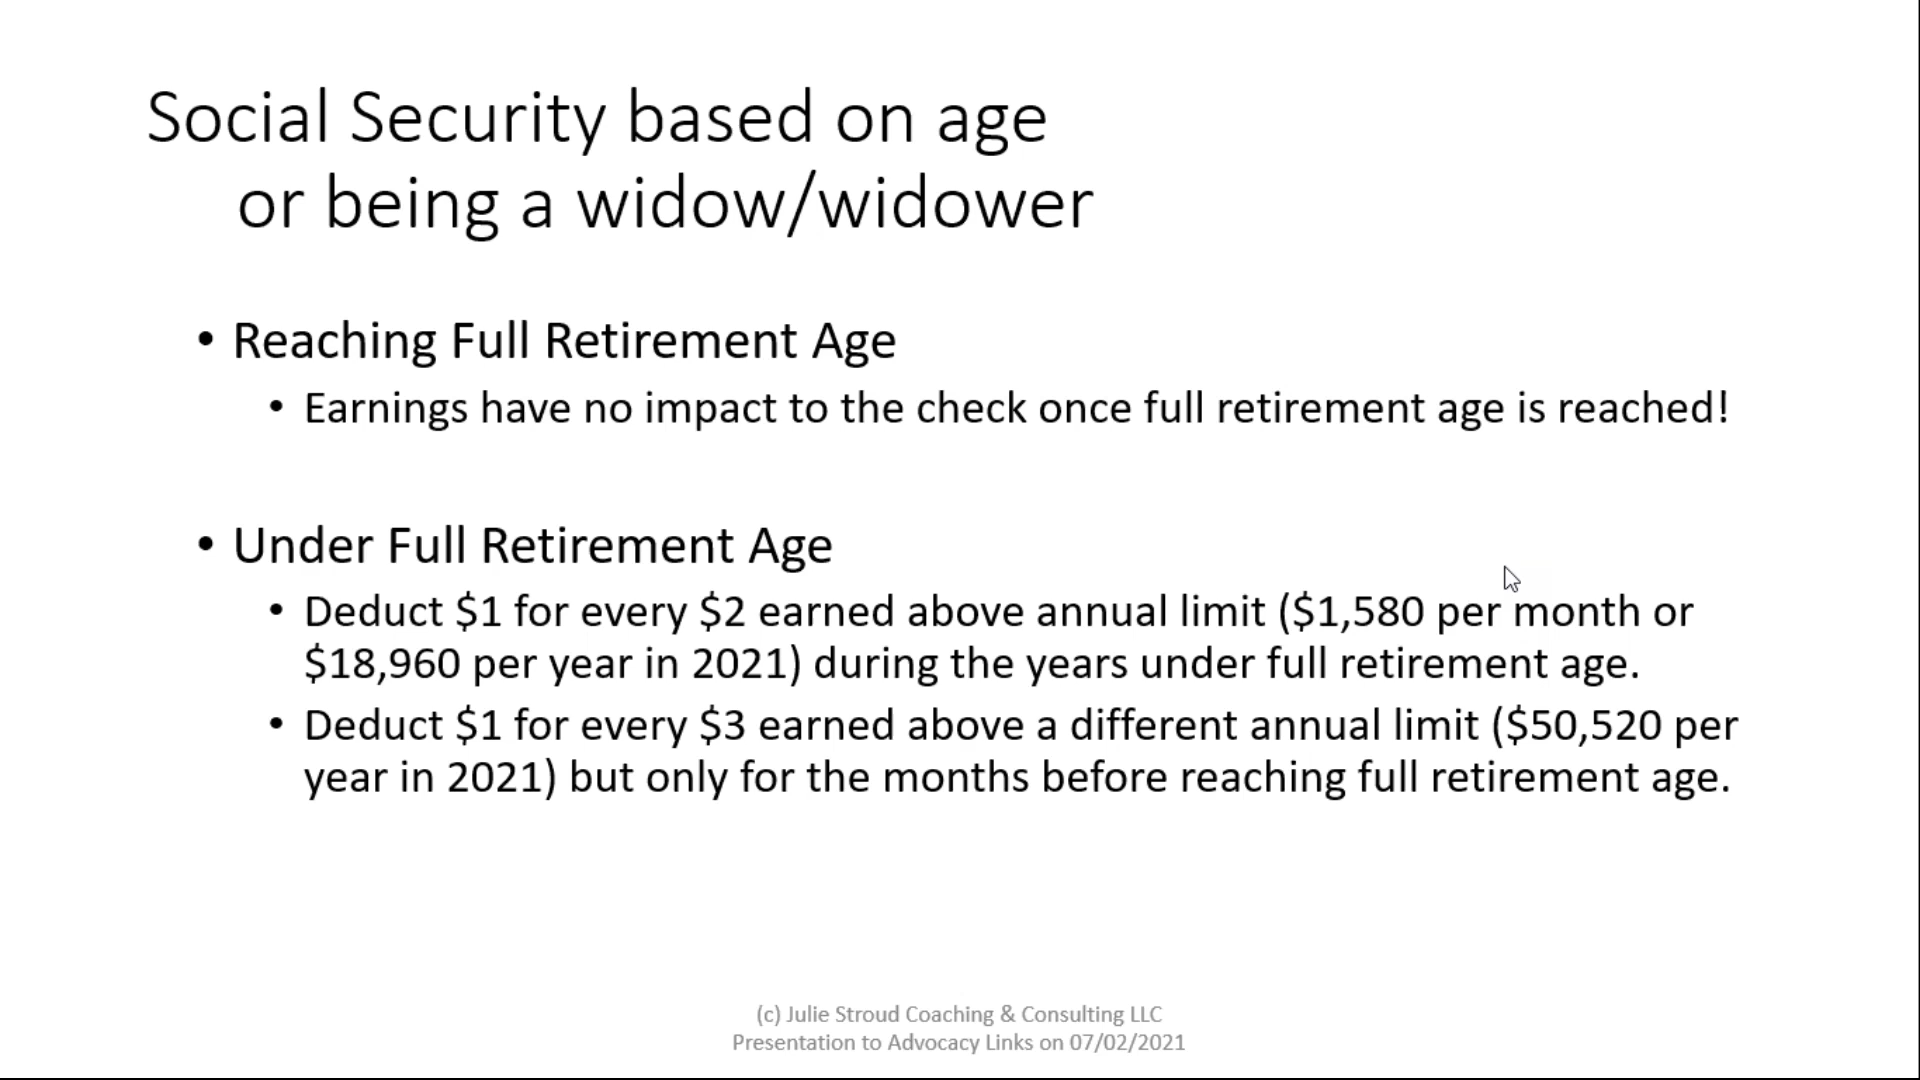 Social Security based on age
or being a widow/widower
• Reaching Full Retirement Age
• Earnings have no impact to the check once full retirement age is reached!
• Under Full Retirement Age
• Deduct $1 for every $2 earned above annual limit ($1,580 per month or
$18,960 per year in 2021) during the years under full retirement age.
• Deduct $1 for every $3 earned above a different annual limit ($50,520 per
year in 2021) but only for the months before reaching full retirement age.
(c) Julie Stroud Coaching & Consulting LLC
Presentation to Advocacy Links on 07/02/2021